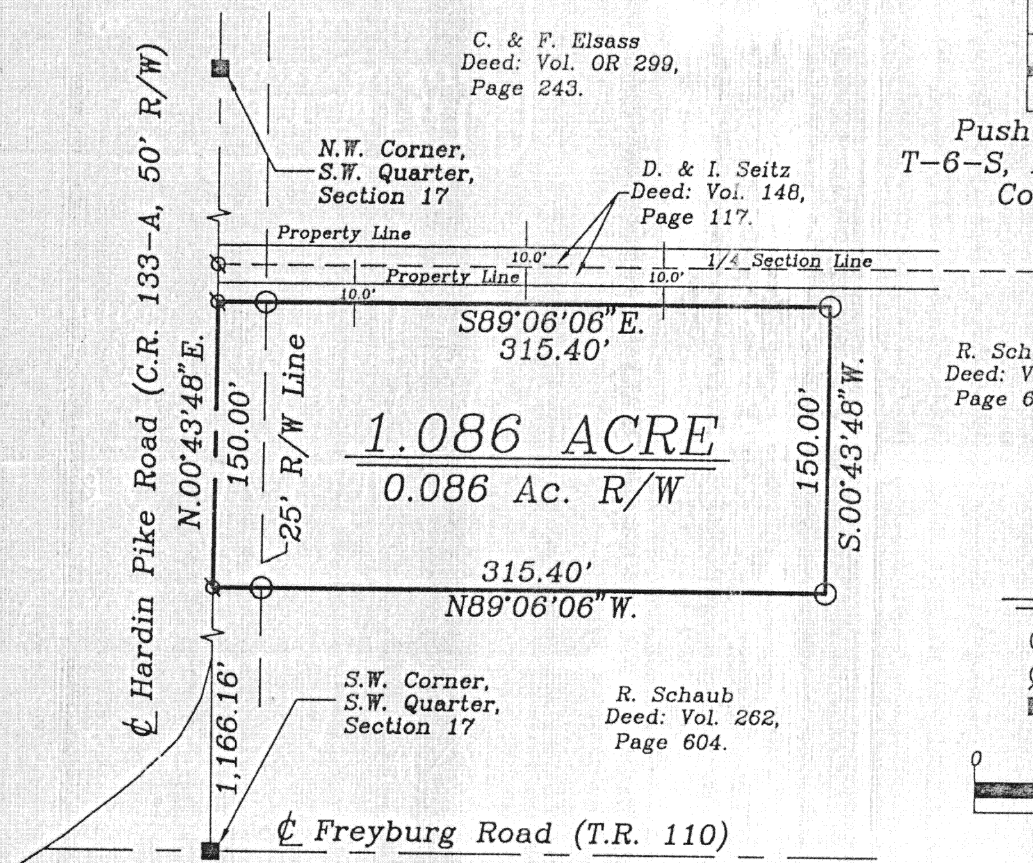 C. & F. Elsass
Deed: Vol. OR 299,
Page 243.
N.W. Corner,
S.W. Quarter,
Section 17
D. & I. Seitz
Deed: Vol. 148,
Page 117.
Push
T-6-S,
Co
Property Line
10.0'
1/4 Section Line
Property Line
10.0'
10.0'
S89°06'06"E.
315.40'
₵ Hardin Pike Road (C.R. 133-A, 50' R/W)
N.00°43'48"E.
150.00'
25' R/W Line
1.086 ACRE
0.086 Ac. R/W
150.00'
S.00°43'48"W.
R. Sch
Deed: V
Page 6
315.40'
N89°06'06"W.
1,166.16'
S.W. Corner,
S.W. Quarter,
Section 17
R. Schaub
Deed: Vol. 262,
Page 604.
0
₵ Freyburg Road (T.R. 110)